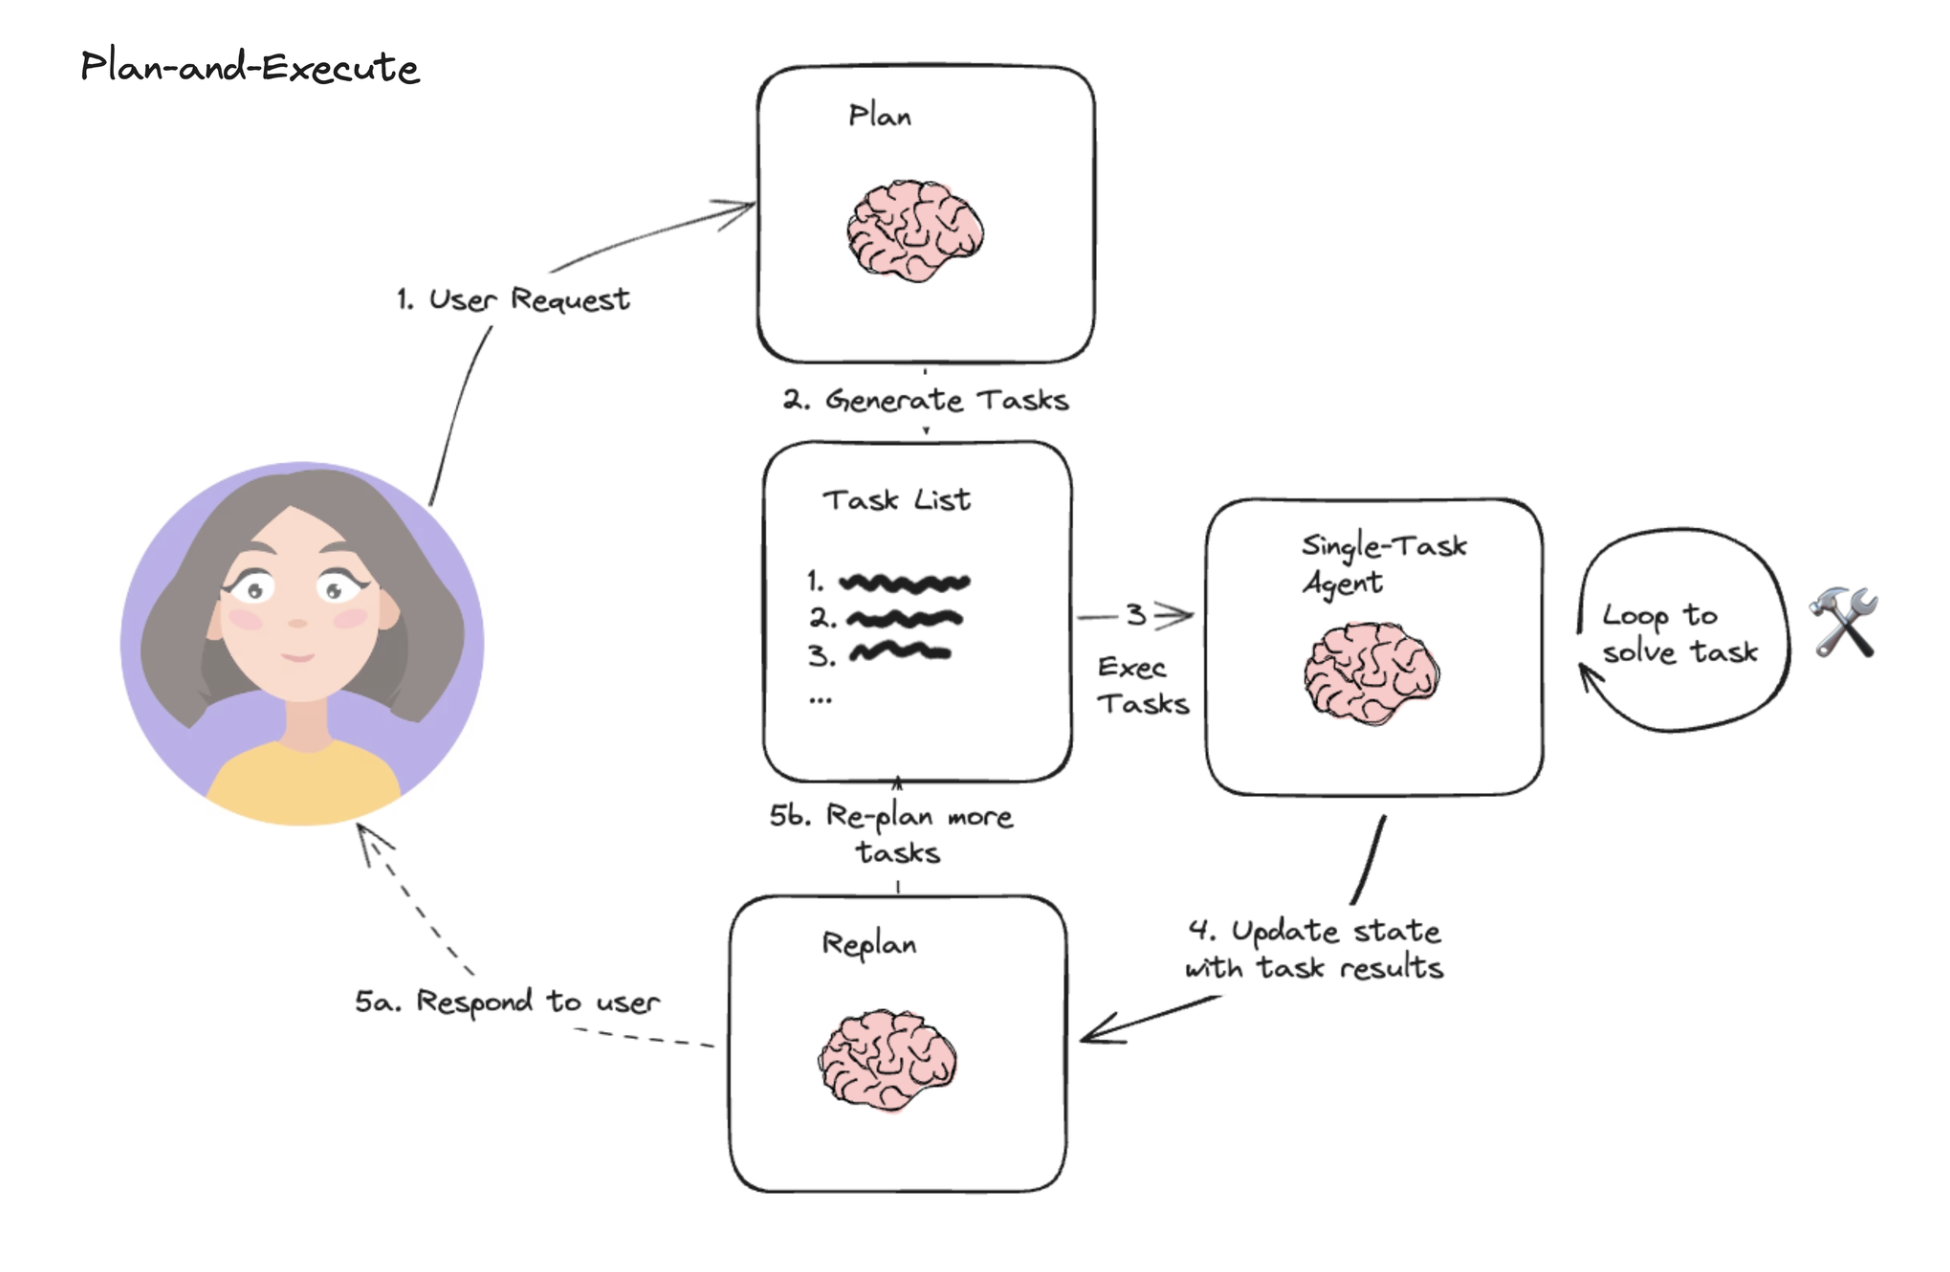 Plan-and-Execute
Plan
1. User Request
2. Generate Tasks
Task List
1.
2.
3.
...
3
Exec
Tasks
Single-Task
Agent
Loop to
solve task
4. Update state
with task results
5b. Re-plan more
tasks
Replan
5a. Respond to user